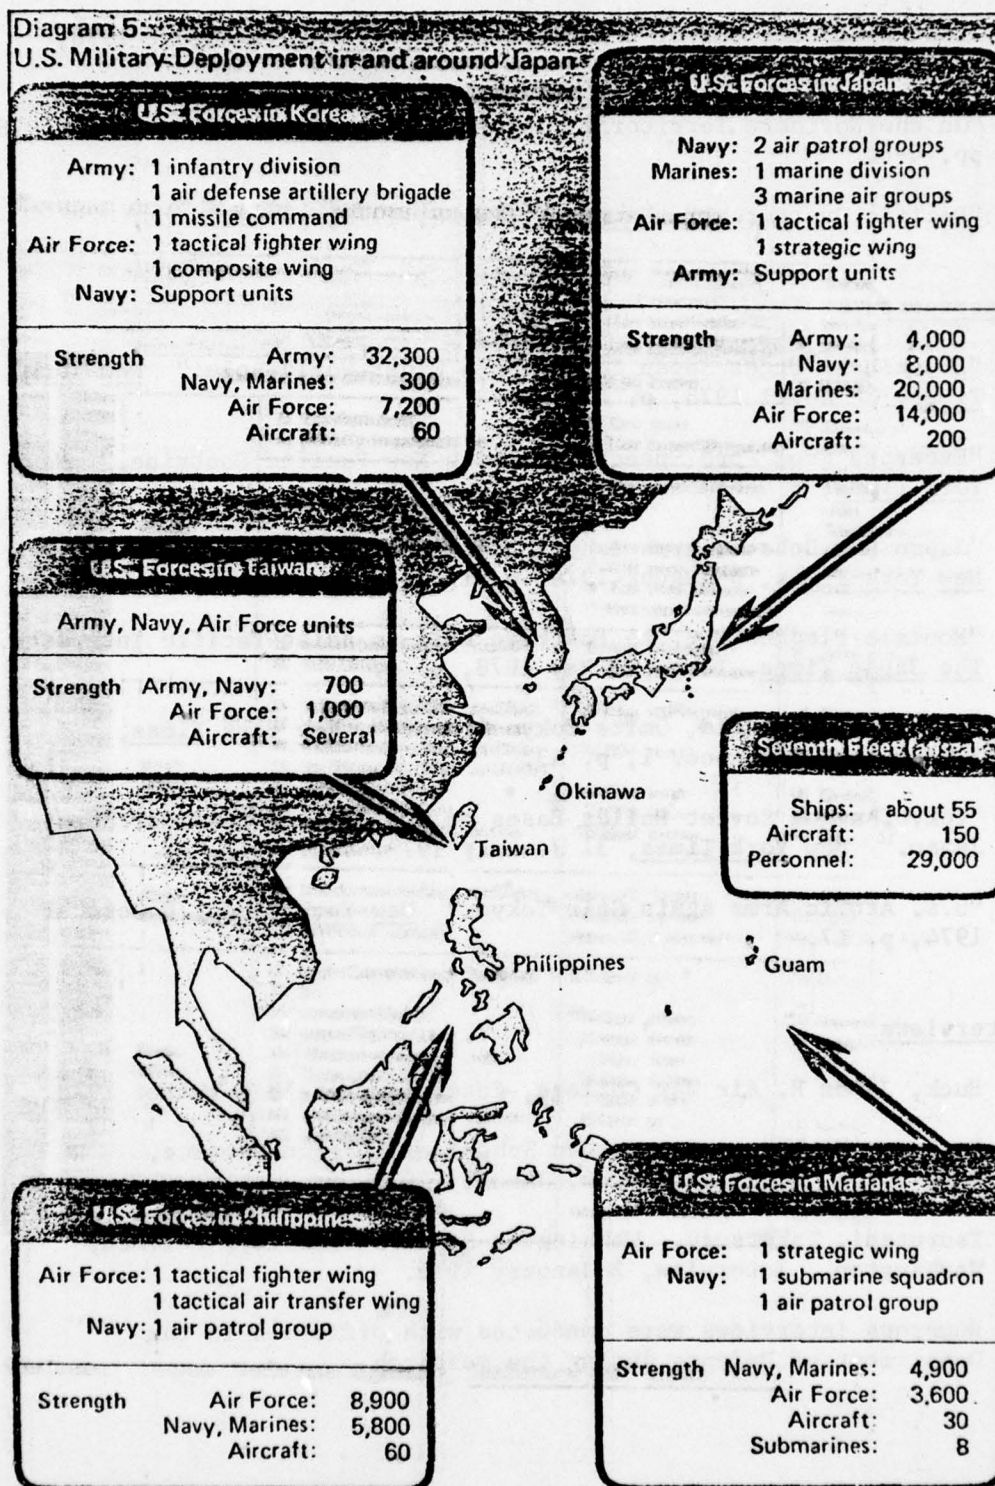 Diagram 5:
U.S. Military Deployment in and around Japan
U.S. Forces in Korea
Army: 1 infantry division
1 air defense artillery brigade
1 missile command
Air Force: 1 tactical fighter wing
1 composite wing
Navy: Support units
Strength Army: 32,300
Navy, Marines: 300
Air Force: 7,200
Aircraft: 60
U.S. Forces in Japan
Navy: 2 air patrol groups
Marines: 1 marine division
3 marine air groups
Air Force: 1 tactical fighter wing
1 strategic wing
Army: Support units
Strength Army: 4,000
Navy: 8,000
Marines: 20,000
Air Force: 14,000
Aircraft: 200
U.S. Forces in Taiwan
Army, Navy, Air Force units
Strength Army, Navy: 700
Air Force: 1,000
Aircraft: Several
Seventh Fleet (at sea)
Ships: about 55
Aircraft: 150
Personnel: 29,000
Okinawa
Taiwan
Philippines
Guam
U.S. Forces in Philippines
Air Force: 1 tactical fighter wing
1 tactical air transfer wing
Navy: 1 air patrol group
Strength Air Force: 8,900
Navy, Marines: 5,800
Aircraft: 60
U.S. Forces in Marianas
Air Force: 1 strategic wing
Navy: 1 submarine squadron
1 air patrol group
Strength Navy, Marines: 4,900
Air Force: 3,600
Aircraft: 30
Submarines: 8